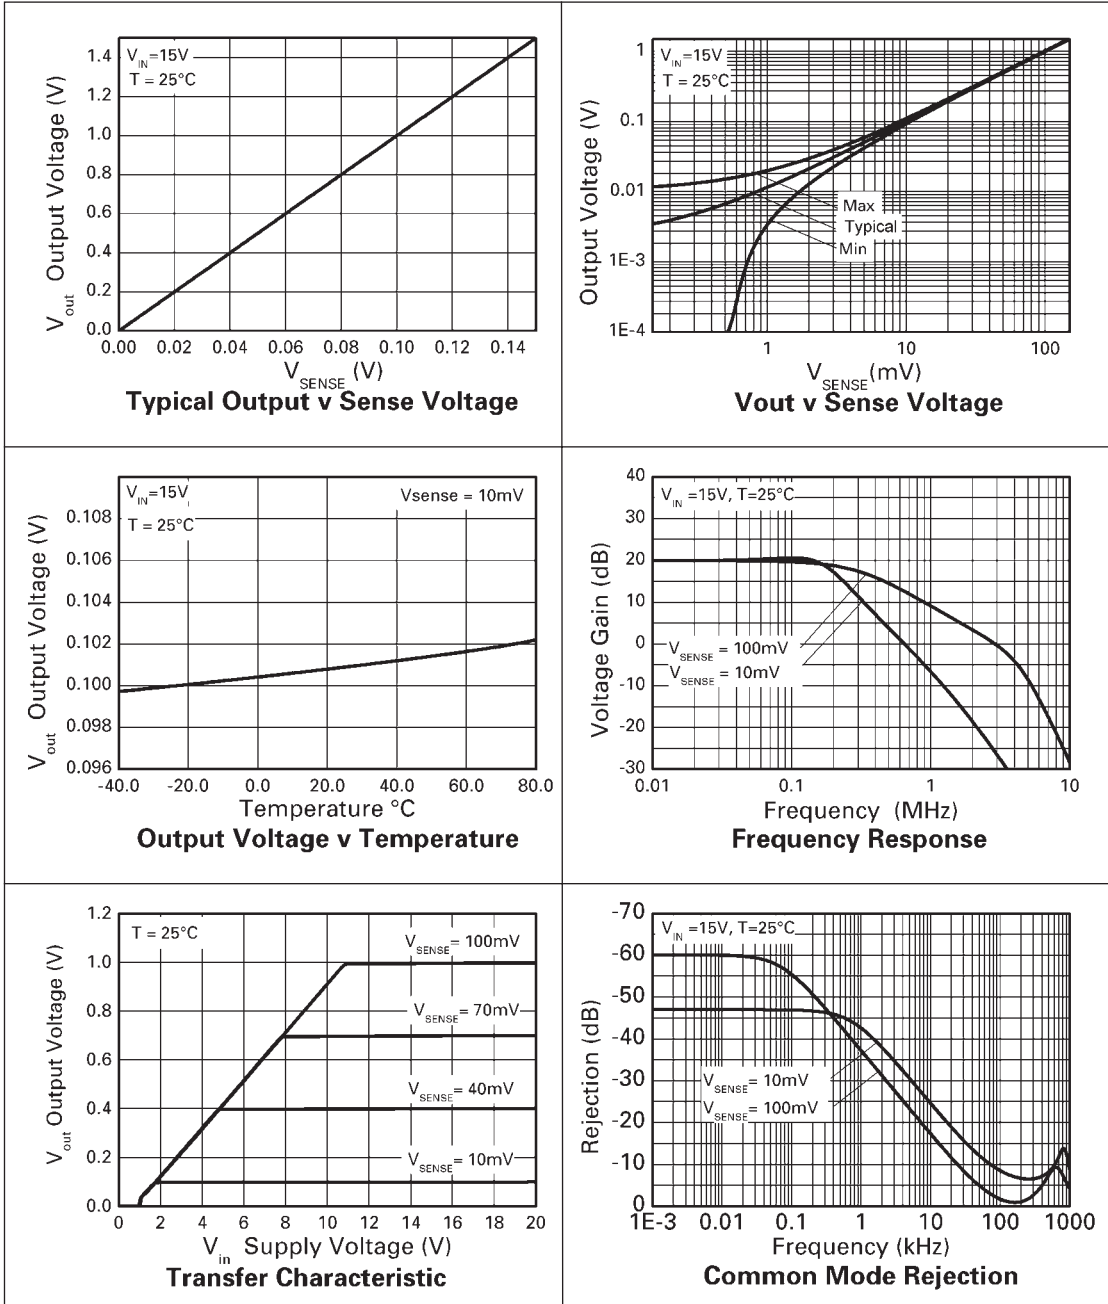 V_IN=15V
T = 25°C
V_out Output Voltage (V)
1.4
1.2
1.0
0.8
0.6
0.4
0.2
0.0
0.00 0.02 0.04 0.06 0.08 0.10 0.12 0.14
V_SENSE (V)
Typical Output v Sense Voltage
V_IN=15V
T = 25°C
Output Voltage (V)
1
0.1
0.01
1E-3
1E-4
Max
Typical
Min
1 10 100
V_SENSE (mV)
Vout v Sense Voltage
V_IN=15V
T = 25°C
Vsense = 10mV
V_out Output Voltage (V)
0.108
0.106
0.104
0.102
0.100
0.098
0.096
-40.0 -20.0 0.0 20.0 40.0 60.0 80.0
Temperature °C
Output Voltage v Temperature
V_IN =15V, T=25°C
Voltage Gain (dB)
40
30
20
10
0
-10
-20
-30
V_SENSE = 100mV
V_SENSE = 10mV
0.01 0.1 1 10
Frequency (MHz)
Frequency Response
T = 25°C
V_out Output Voltage (V)
1.2
1.0
0.8
0.6
0.4
0.2
0.0
V_SENSE = 100mV
V_SENSE = 70mV
V_SENSE = 40mV
V_SENSE = 10mV
0 2 4 6 8 10 12 14 16 18 20
V_in Supply Voltage (V)
Transfer Characteristic
V_IN =15V, T=25°C
Rejection (dB)
-70
-60
-50
-40
-30
-20
-10
0
V_SENSE = 10mV
V_SENSE = 100mV
1E-3 0.01 0.1 1 10 100 1000
Frequency (kHz)
Common Mode Rejection